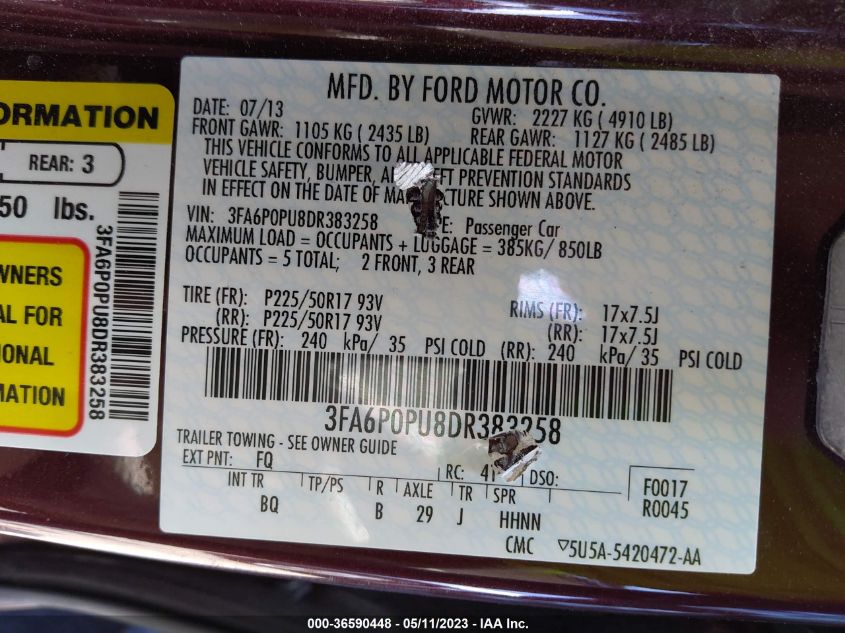 MFD. BY FORD MOTOR CO.
DATE: 07/13 GVWR: 2227 KG ( 4910 LB)
FRONT GAWR: 1105 KG ( 2435 LB) REAR GAWR: 1127 KG ( 2485 LB)
THIS VEHICLE CONFORMS TO ALL APPLICABLE FEDERAL MOTOR
VEHICLE SAFETY, BUMPER, PREVENTION STANDARDS
IN EFFECT ON THE DATE OF SHOWN ABOVE.
VIN: 3FA6P0PU8DR383258 E: Passenger Car
MAXIMUM LOAD = OCCUPANTS + LUGGAGE = 385KG/ 850LB
OCCUPANTS = 5 TOTAL; 2 FRONT, 3 REAR
TIRE (FR): P225/50R17 93V RIMS (FR): 17x7.5J
(RR): P225/50R17 93V (RR): 17x7.5J
PRESSURE (FR): 240 kPa/ 35 PSI COLD (RR): 240 kPa/ 35 PSI COLD
3FA6P0PU8DR383258
TRAILER TOWING - SEE OWNER GUIDE
EXT PNT: FQ RC: 41 DSO:
INT TR TP/PS R AXLE TR SPR F0017
BQ B 29 J HHNN R0045
CMC ▽5U5A-5420472-AA
ORMATION
REAR: 3
50 lbs.
WNERS
AL FOR
IONAL
MATION
3FA6P0PU8DR383258
000-36590448 - 05/11/2023 - IAA Inc.